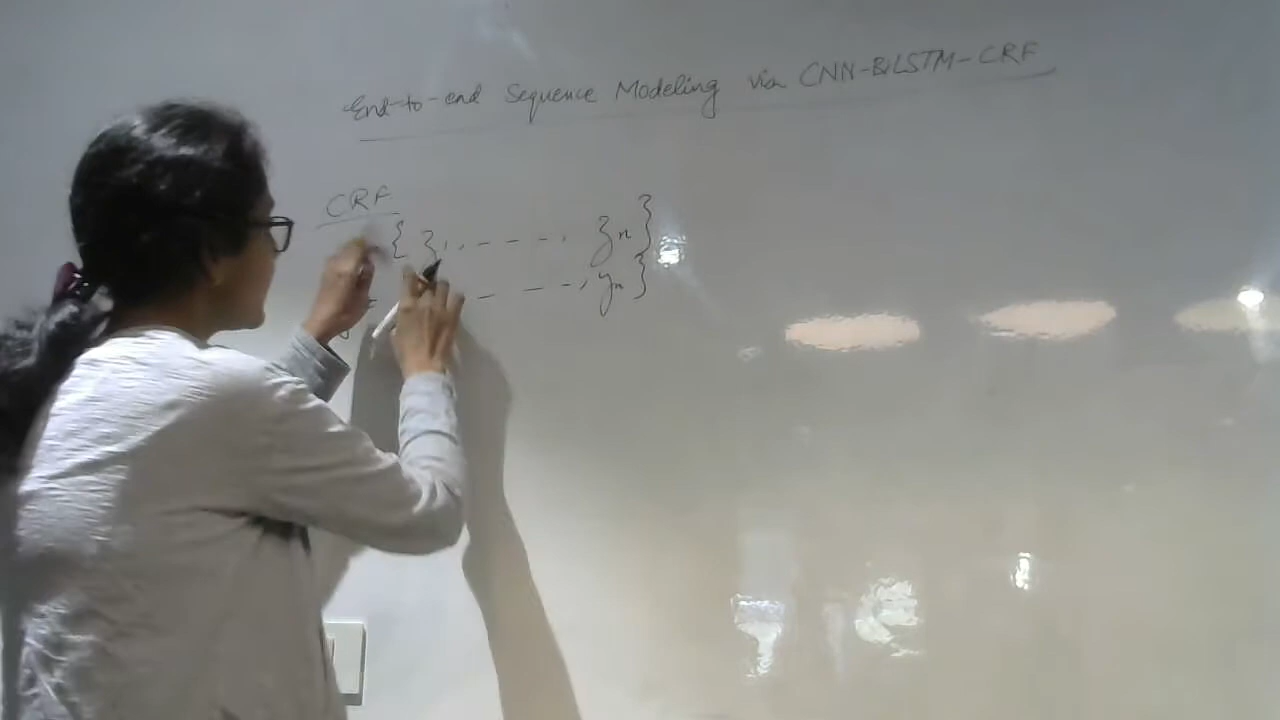 End-to-end Sequence Modeling via CNN-BiLSTM-CRF
CRF
{ z1, . - - - , zn }
= - - - , yn }